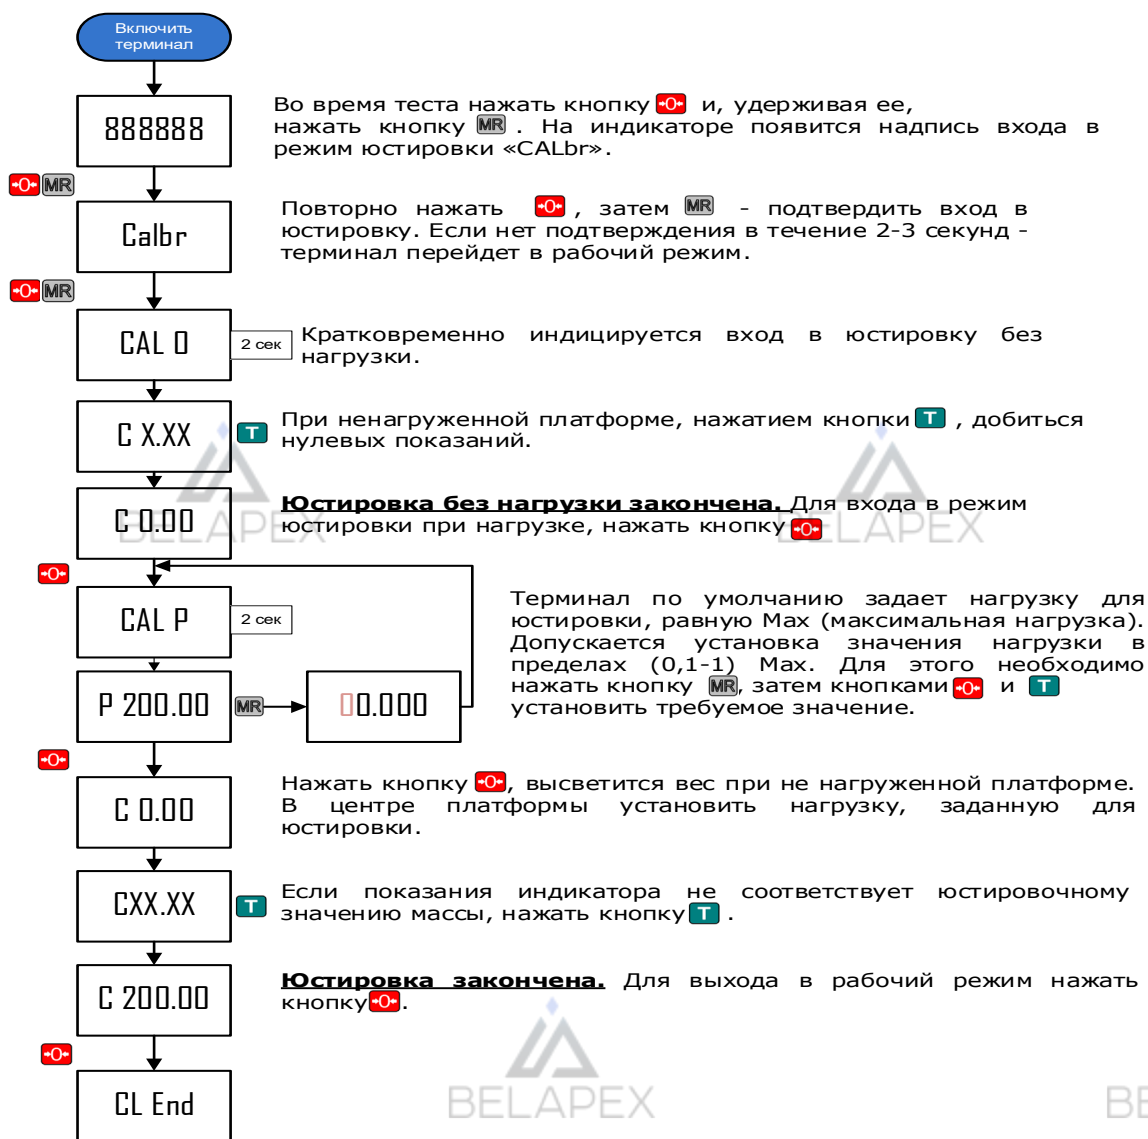 Включить
терминал
888888
Во время теста нажать кнопку →0← и, удерживая ее,
нажать кнопку MR . На индикаторе появится надпись входа в
режим юстировки «CALbr».
→0← MR
Calbr
Повторно нажать →0← , затем MR - подтвердить вход в
юстировку. Если нет подтверждения в течение 2-3 секунд -
терминал перейдет в рабочий режим.
→0← MR
CAL 0
2 сек
Кратковременно индицируется вход в юстировку без
нагрузки.
C X.XX
T
При ненагруженной платформе, нажатием кнопки T , добиться
нулевых показаний.
C 0.00
Юстировка без нагрузки закончена. Для входа в режим
юстировки при нагрузке, нажать кнопку →0←
BELAPEX
BELAPEX
→0←
CAL P
2 сек
Терминал по умолчанию задает нагрузку для
юстировки, равную Max (максимальная нагрузка).
Допускается установка значения нагрузки в
пределах (0,1-1) Max. Для этого необходимо
нажать кнопку MR, затем кнопками →0← и T
установить требуемое значение.
P 200.00
MR
00.000
→0←
C 0.00
Нажать кнопку →0←, высветится вес при не нагруженной платформе.
В центре платформы установить нагрузку, заданную для
юстировки.
CXX.XX
T
Если показания индикатора не соответствует юстировочному
значению массы, нажать кнопку T .
C 200.00
Юстировка закончена. Для выхода в рабочий режим нажать
кнопку →0←.
→0←
CL End
BELAPEX
BE